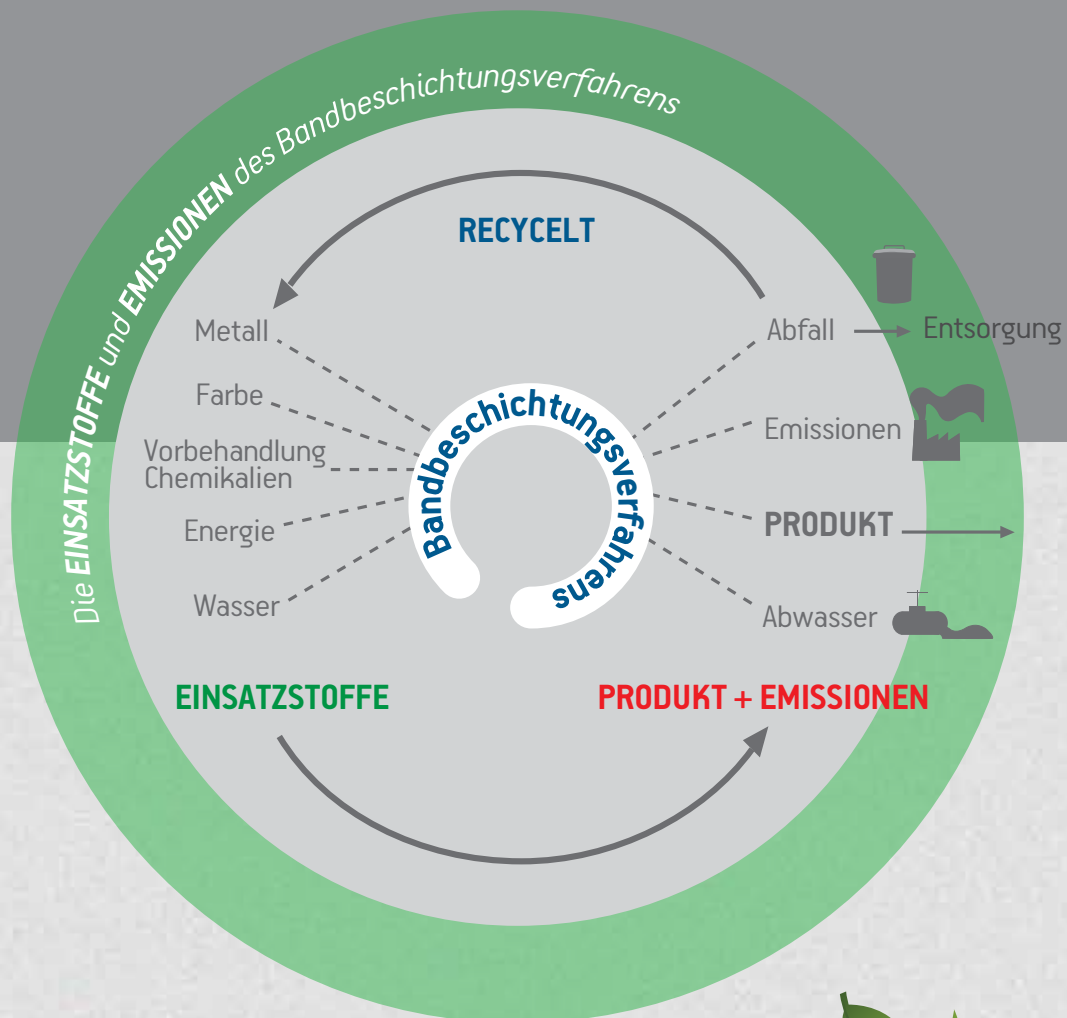 Die EINSATZSTOFFE und EMISSIONEN des Bandbeschichtungsverfahrens
RECYCELT
Metall
Farbe
Vorbehandlung
Chemikalien
Energie
Wasser
Bandbeschichtungsverfahrens
Abfall
Entsorgung
Emissionen
PRODUKT
Abwasser
EINSATZSTOFFE
PRODUKT + EMISSIONEN